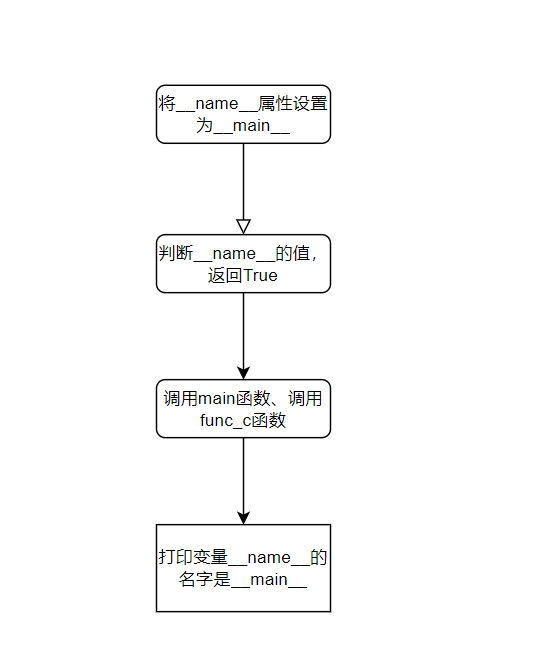 将__name__属性设置
为__main__
判断__name__的值，
返回True
调用main函数、调用
func_c函数
打印变量__name__的
名字是__main__